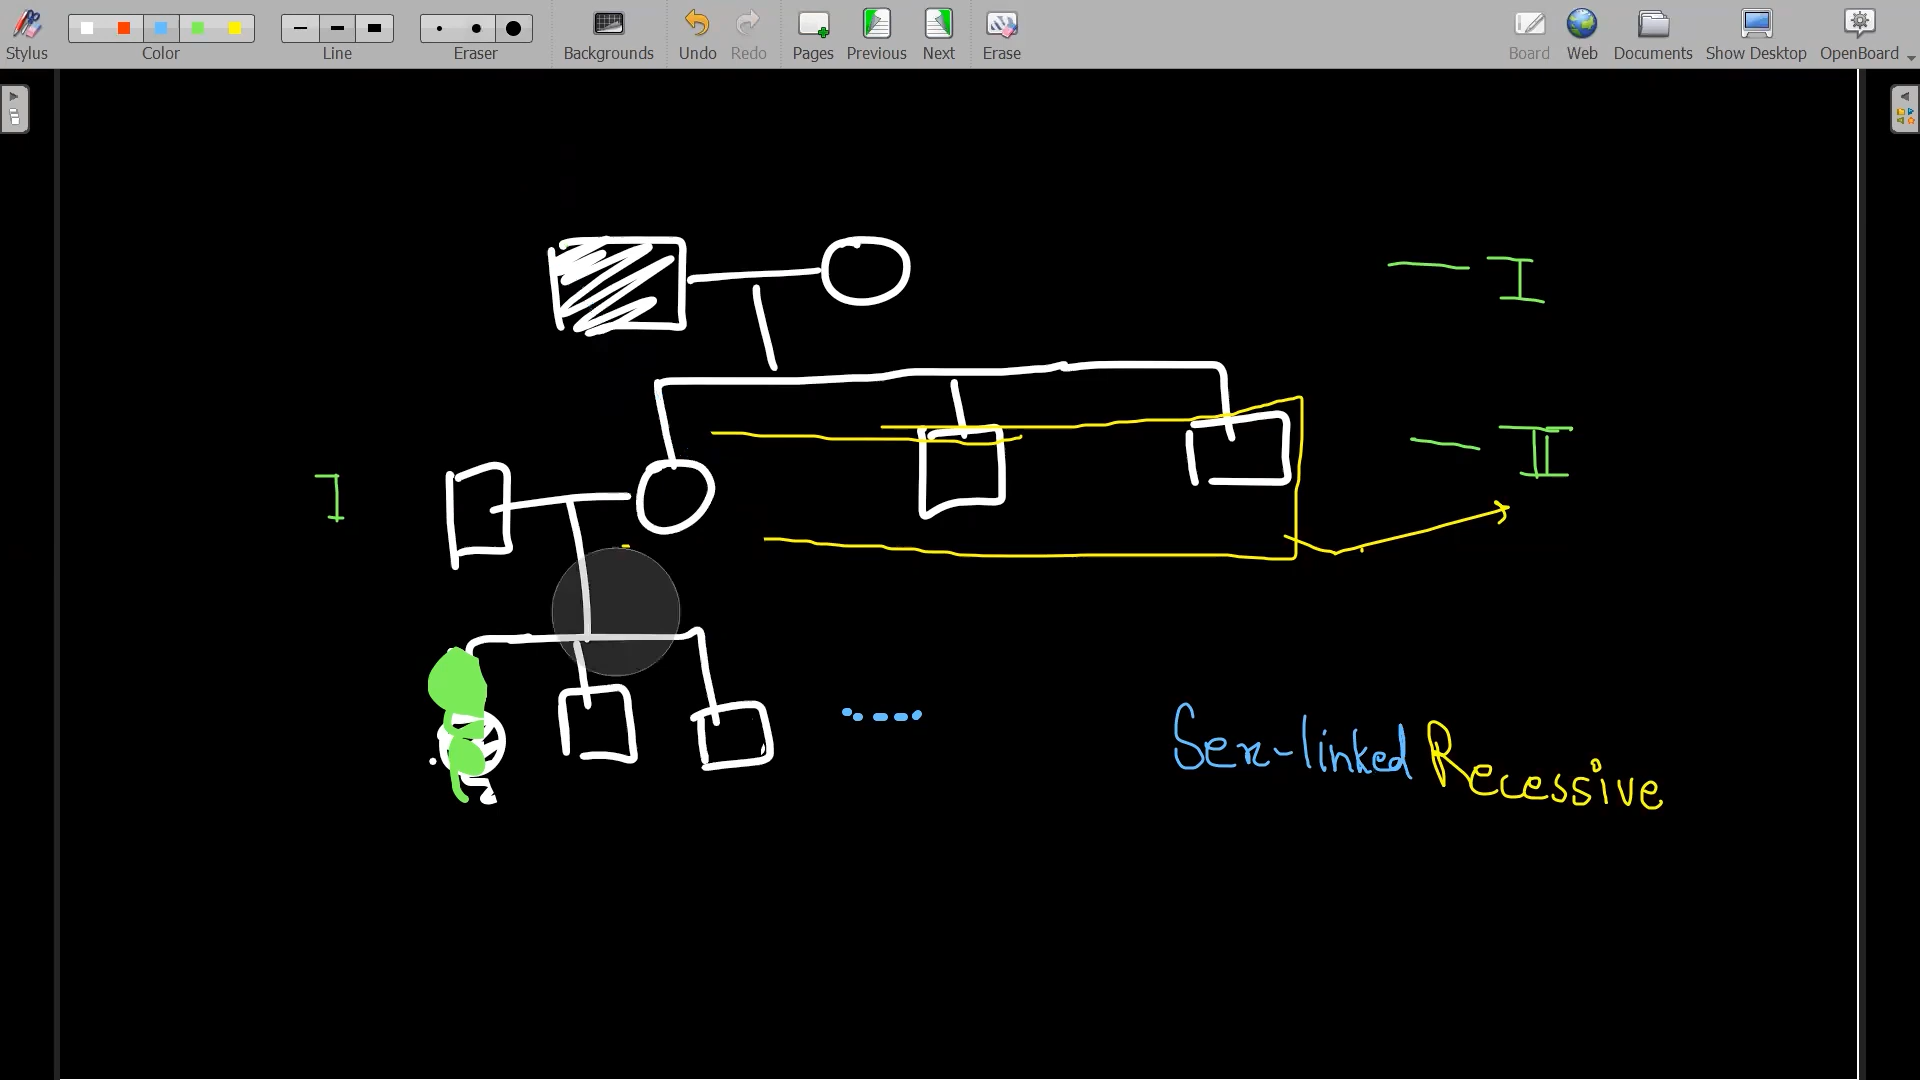 Stylus Color Line Eraser Backgrounds Undo Redo Pages Previous Next Erase Board Web Documents Show Desktop OpenBoard
I
II
I
Sex-linked Recessive